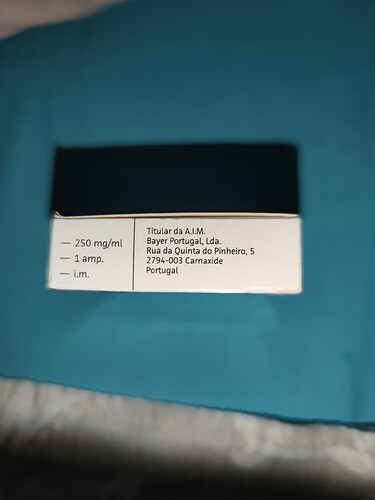 — 250 mg/ml
— 1 amp.
— i.m.
Titular da A.I.M.
Bayer Portugal, Lda.
Rua da Quinta do Pinheiro, 5
2794-003 Carnaxide
Portugal